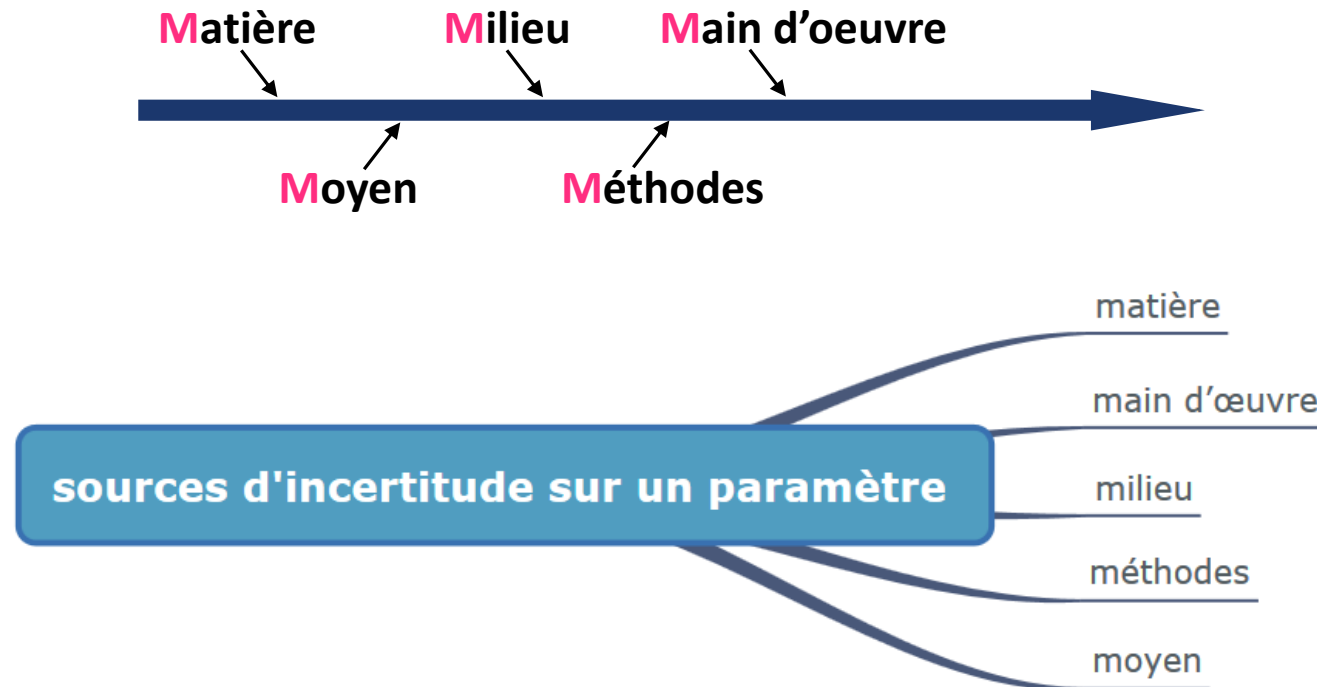 Matière Milieu Main d’oeuvre
Moyen Méthodes
matière
main d’œuvre
sources d'incertitude sur un paramètre
milieu
méthodes
moyen